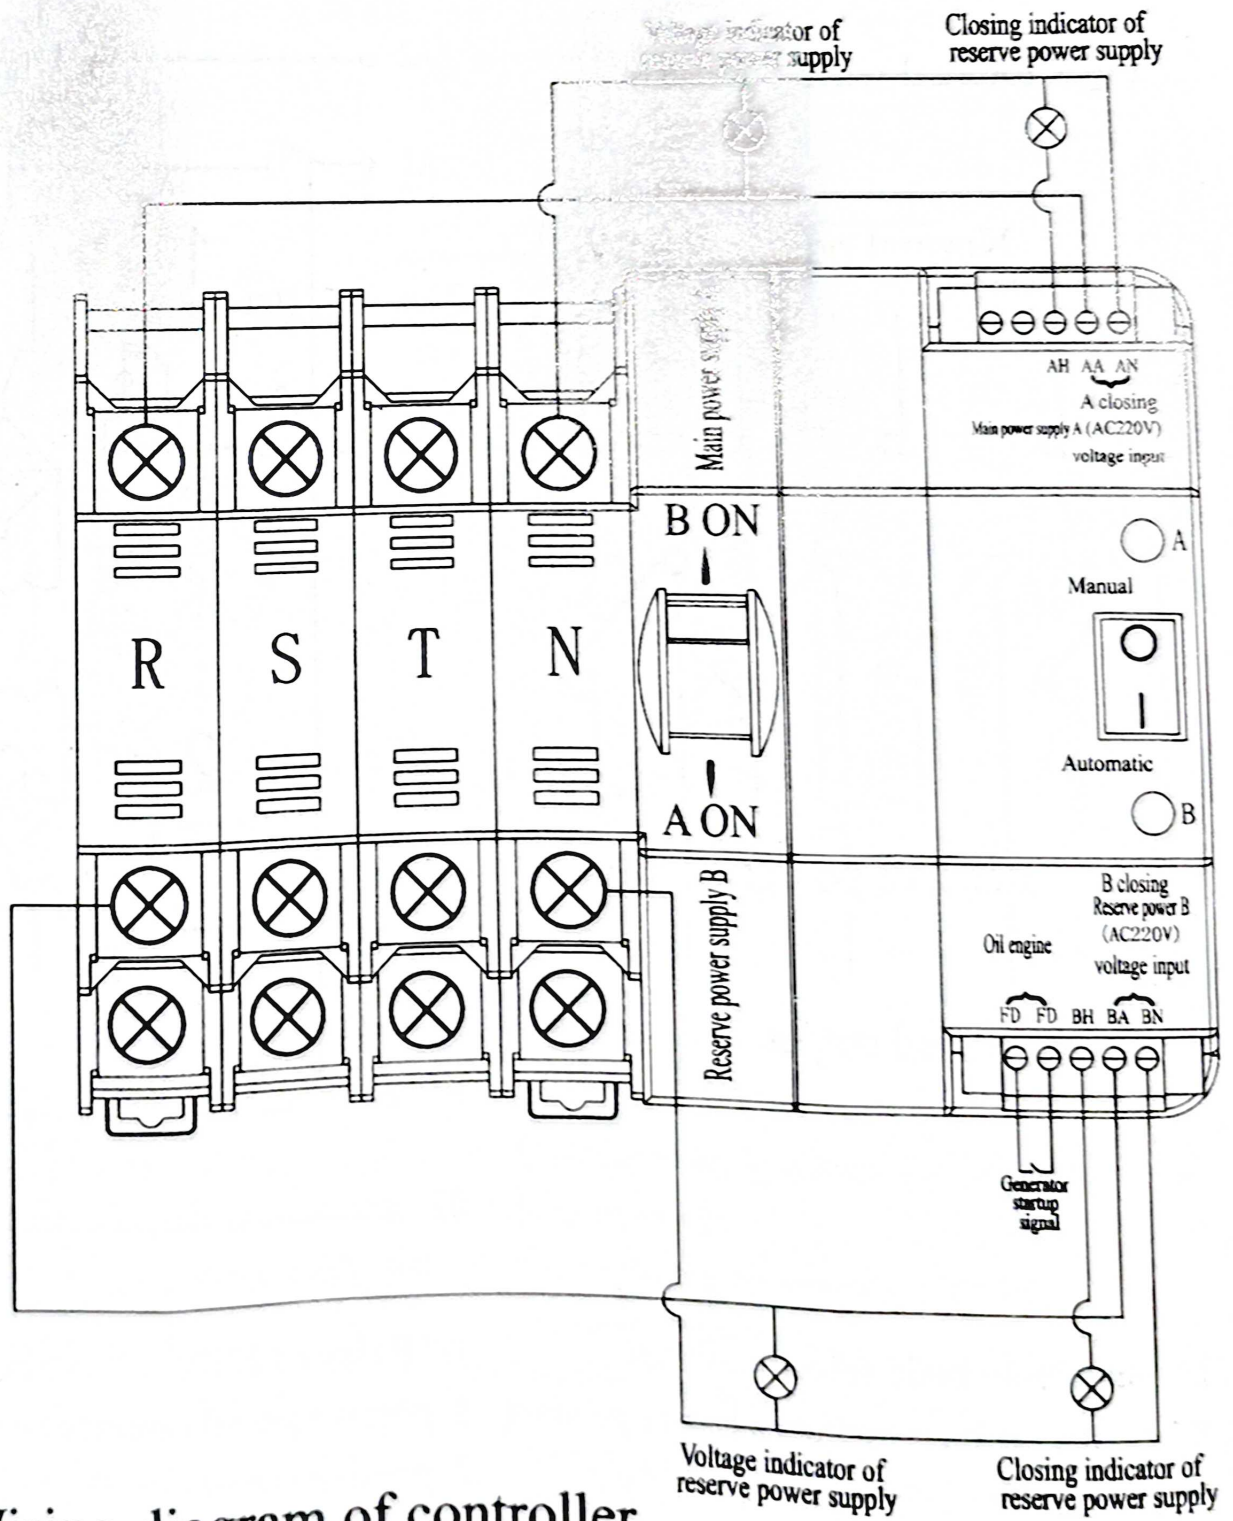 indicator of
supply
Closing indicator of
reserve power supply
Main power supply
AH AA AN
A closing
Main power supply A (AC220V)
voltage input
B ON
A
Manual
R S T N
Automatic
A ON
B
Reserve power supply B
B closing
Reserve power B
(AC220V)
voltage input
Oil engine
FD FD BH BA BN
Generator
startup
signal
Voltage indicator of
reserve power supply
Closing indicator of
reserve power supply
diagram of controller